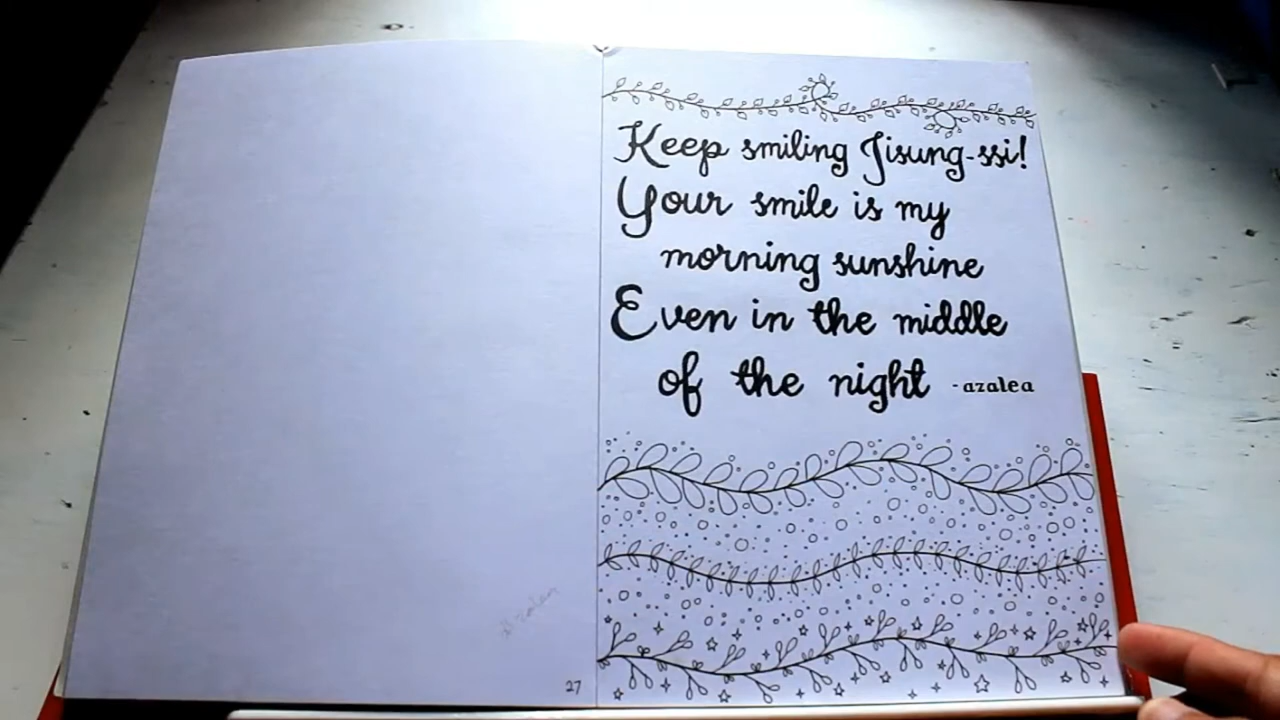 Keep smiling Jisung-ssi!
Your smile is my
morning sunshine
Even in the middle
of the night -azalea
27